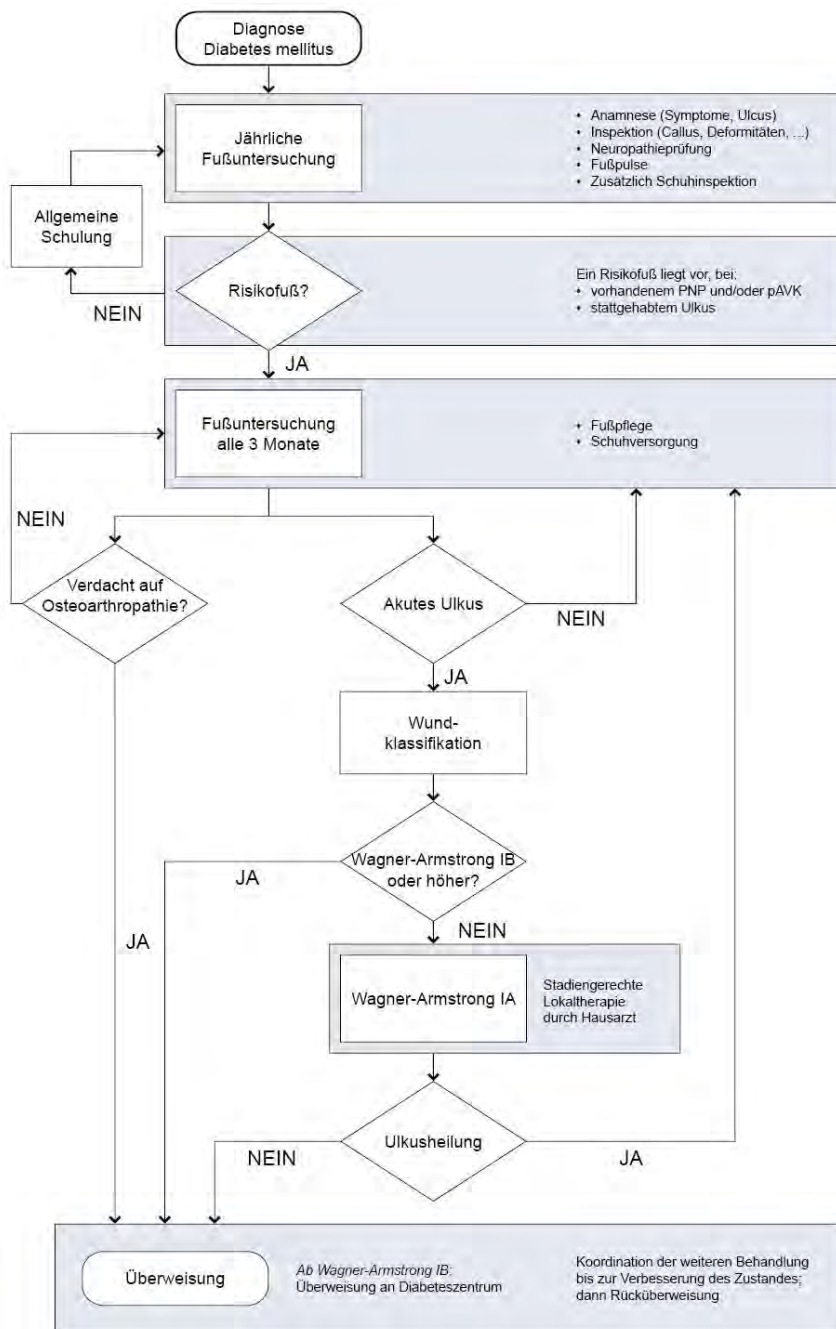 Diagnose
Diabetes mellitus
Jährliche
Fußuntersuchung
• Anamnese (Symptome, Ulcus)
• Inspektion (Callus, Deformitäten, ...)
• Neuropathieprüfung
• Fußpulse
• Zusätzlich Schuhinspektion
Allgemeine
Schulung
NEIN
Risikofuß?
Ein Risikofuß liegt vor, bei:
• vorhandenem PNP und/oder pAVK
• stattgehabtem Ulkus
JA
Fußuntersuchung
alle 3 Monate
• Fußpflege
• Schuhversorgung
NEIN
Verdacht auf
Osteoarthropathie?
Akutes Ulkus
NEIN
JA
Wund-
klassifikation
Wagner-Armstrong IB
oder höher?
JA
JA
NEIN
Wagner-Armstrong IA
Stadiengerechte
Lokaltherapie
durch Hausarzt
Ulkusheilung
NEIN
JA
Überweisung
Ab Wagner-Armstrong IB:
Überweisung an Diabeteszentrum
Koordination der weiteren Behandlung
bis zur Verbesserung des Zustandes;
dann Rücküberweisung